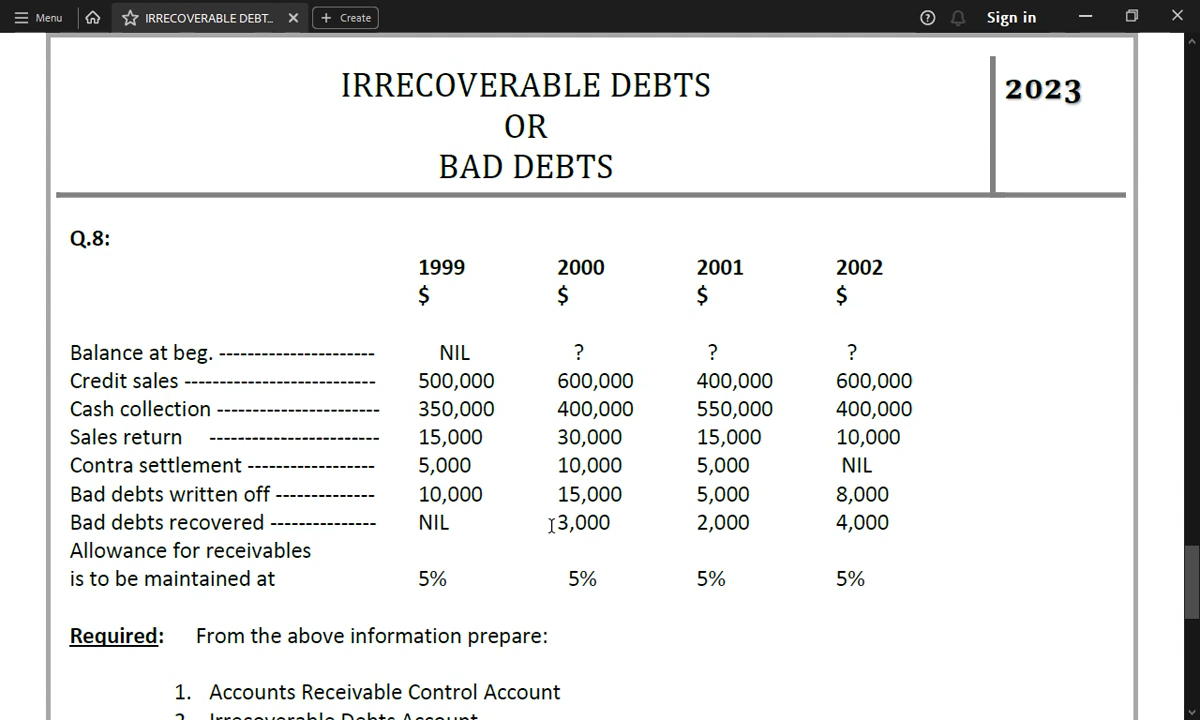 Menu
IRRECOVERABLE DEBT...
Create
Sign in
IRRECOVERABLE DEBTS
OR
BAD DEBTS
2023
Q.8:
1999 2000 2001 2002
$ $ $ $
Balance at beg. ---------------------- NIL ? ? ?
Credit sales --------------------------- 500,000 600,000 400,000 600,000
Cash collection ----------------------- 350,000 400,000 550,000 400,000
Sales return ------------------------ 15,000 30,000 15,000 10,000
Contra settlement ------------------ 5,000 10,000 5,000 NIL
Bad debts written off -------------- 10,000 15,000 5,000 8,000
Bad debts recovered --------------- NIL 3,000 2,000 4,000
Allowance for receivables
is to be maintained at 5% 5% 5% 5%
Required: From the above information prepare:
1. Accounts Receivable Control Account
2. Irrecoverable Debts Account